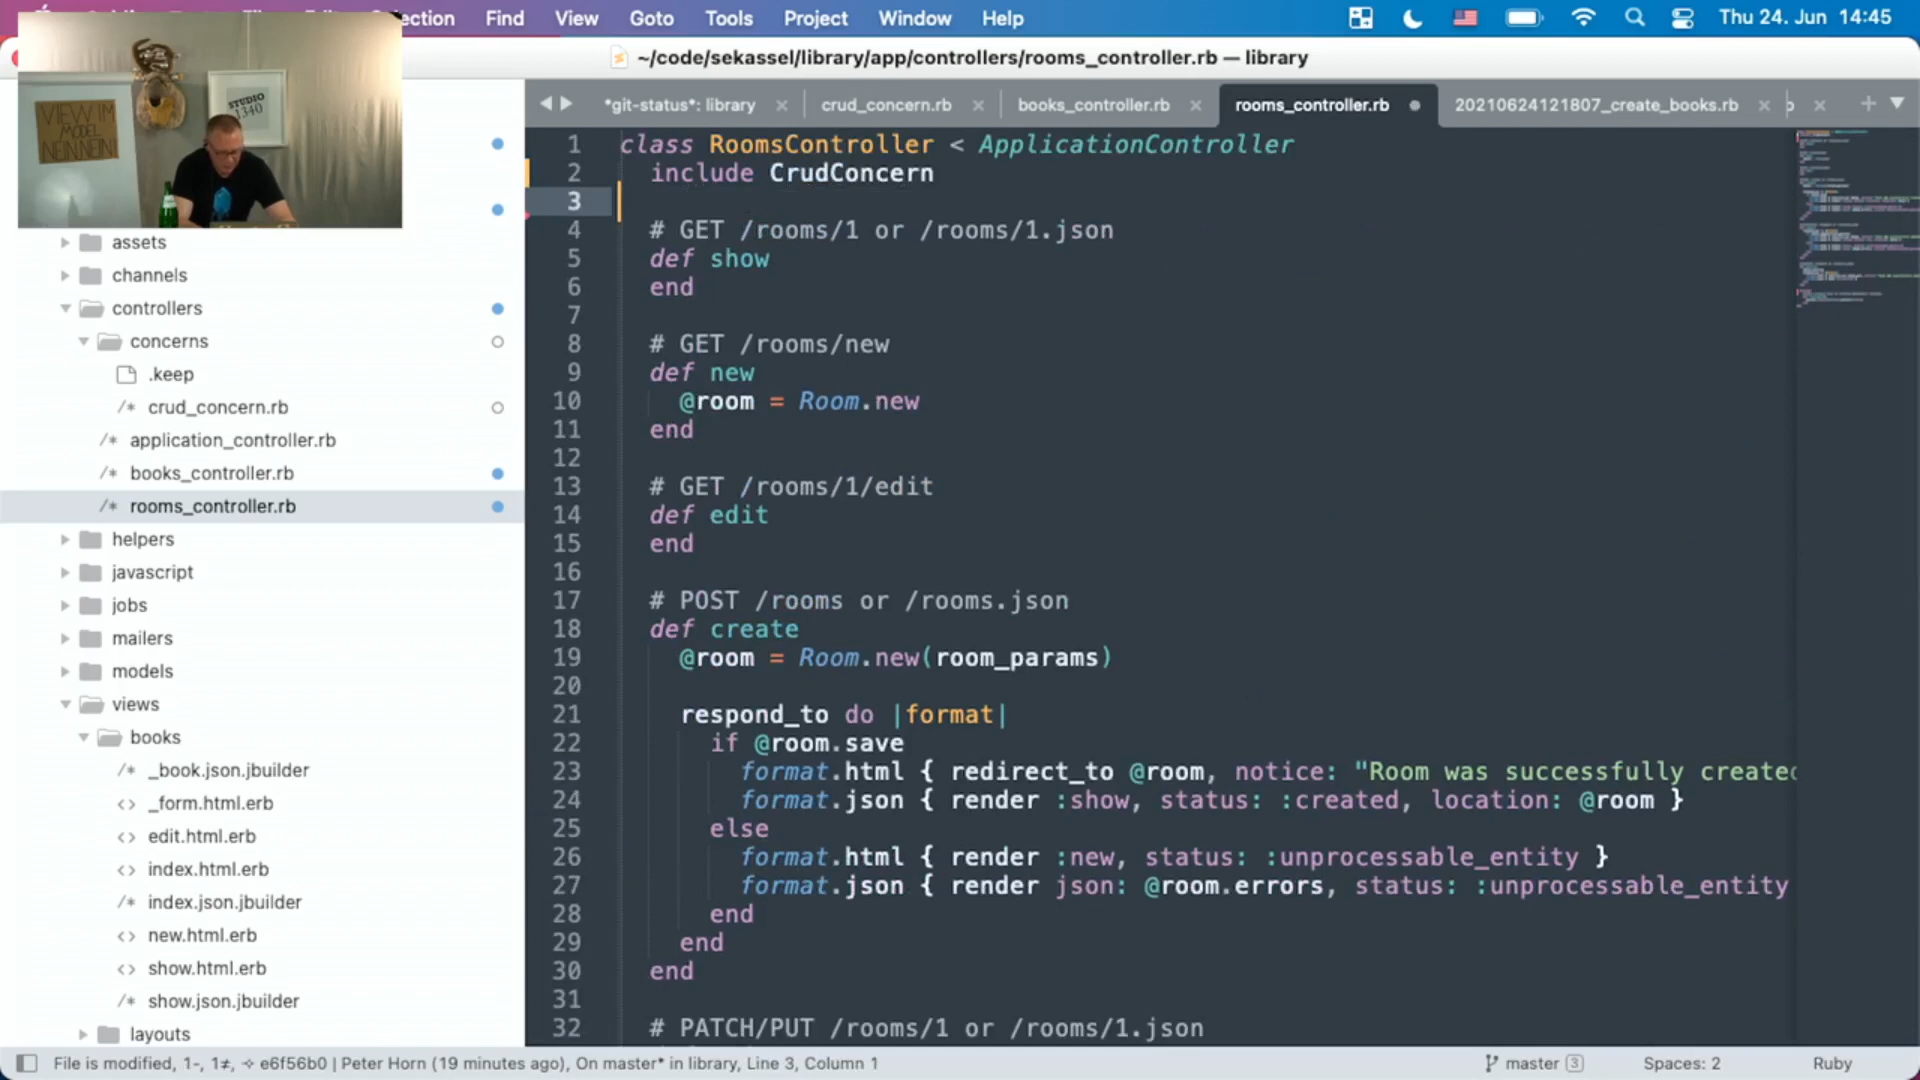 Selection Find View Goto Tools Project Window Help Thu 24. Jun 14:45
~/code/sekassel/library/app/controllers/rooms_controller.rb — library
*git-status*: library crud_concern.rb books_controller.rb rooms_controller.rb 20210624121807_create_books.rb
VIEW IM
MODEL
NEINNEIN!
STUDIO
1340
assets
channels
controllers
concerns
.keep
/* crud_concern.rb
/* application_controller.rb
/* books_controller.rb
/* rooms_controller.rb
helpers
javascript
jobs
mailers
models
views
books
/* _book.json.jbuilder
<> _form.html.erb
<> edit.html.erb
<> index.html.erb
/* index.json.jbuilder
<> new.html.erb
<> show.html.erb
/* show.json.jbuilder
layouts
1 class RoomsController < ApplicationController
2 include CrudConcern
3
4 # GET /rooms/1 or /rooms/1.json
5 def show
6 end
7
8 # GET /rooms/new
9 def new
10 @room = Room.new
11 end
12
13 # GET /rooms/1/edit
14 def edit
15 end
16
17 # POST /rooms or /rooms.json
18 def create
19 @room = Room.new(room_params)
20
21 respond_to do |format|
22 if @room.save
23 format.html { redirect_to @room, notice: "Room was successfully created
24 format.json { render :show, status: :created, location: @room }
25 else
26 format.html { render :new, status: :unprocessable_entity }
27 format.json { render json: @room.errors, status: :unprocessable_entity
28 end
29 end
30 end
31
32 # PATCH/PUT /rooms/1 or /rooms/1.json
File is modified, 1-, 1≠, e6f56b0 | Peter Horn (19 minutes ago), On master* in library, Line 3, Column 1 master 3 Spaces: 2 Ruby